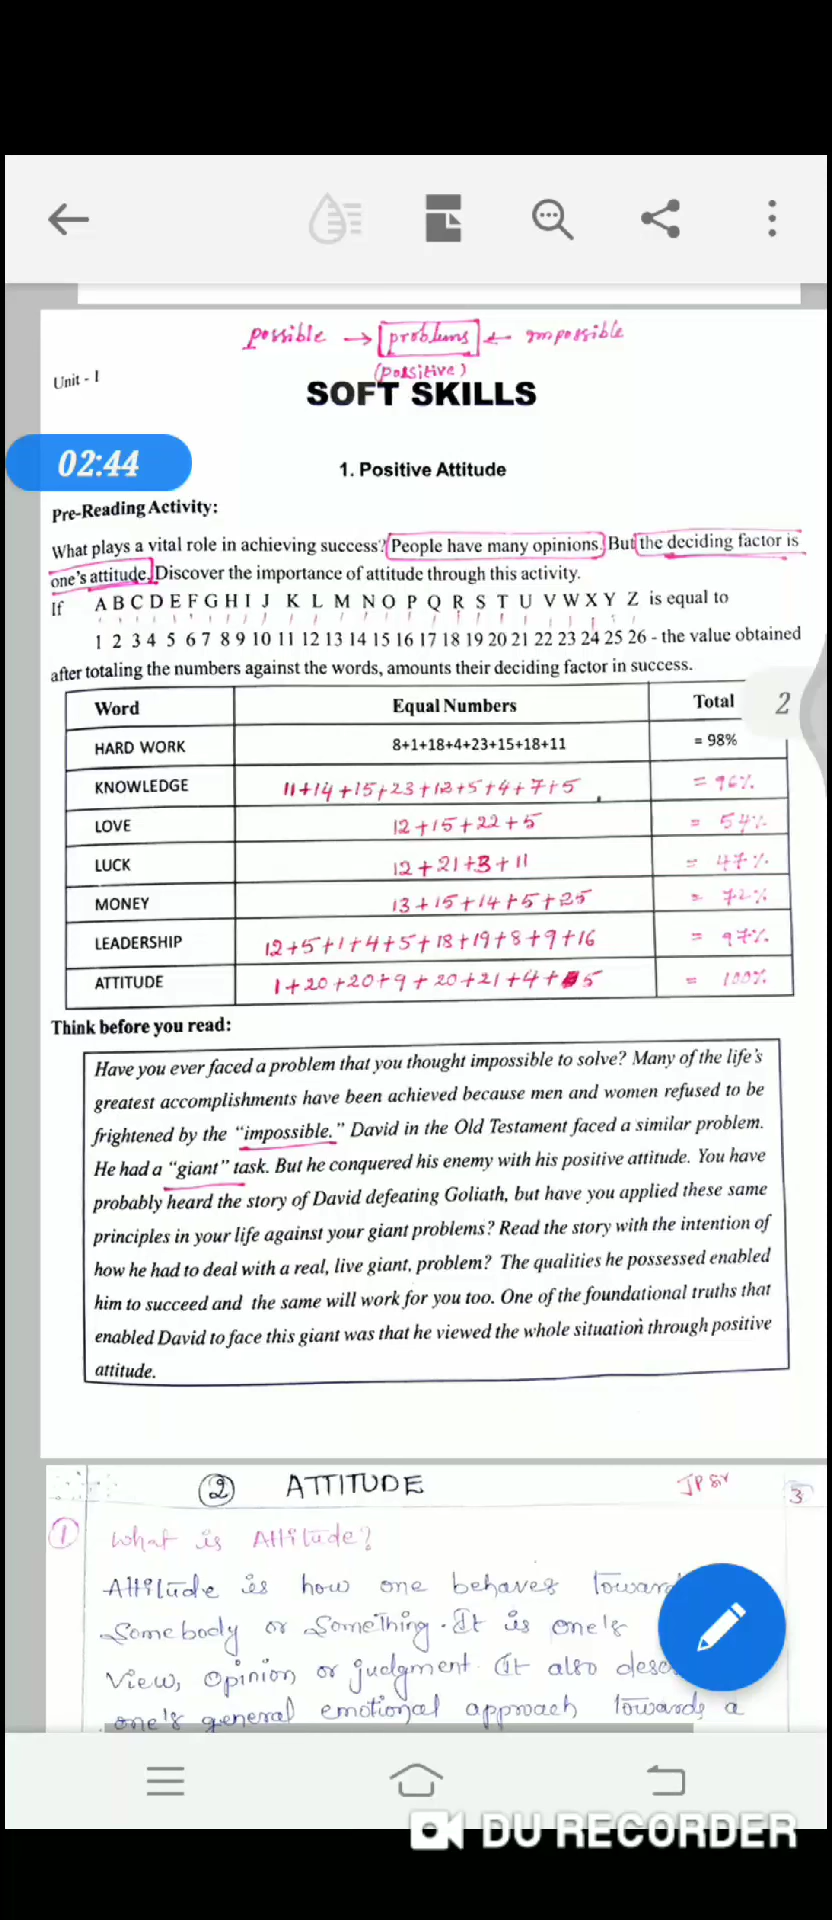 possible → problems ← impossible
(possitive)
Unit - I
SOFT SKILLS
02:44
1. Positive Attitude
Pre-Reading Activity:
What plays a vital role in achieving success? People have many opinions. But the deciding factor is
one's attitude. Discover the importance of attitude through this activity.
If A B C D E F G H I J K L M N O P Q R S T U V W X Y Z is equal to
1 2 3 4 5 6 7 8 9 10 11 12 13 14 15 16 17 18 19 20 21 22 23 24 25 26 - the value obtained
after totaling the numbers against the words, amounts their deciding factor in success.
Word Equal Numbers Total 2
HARD WORK 8+1+18+4+23+15+18+11 = 98%
KNOWLEDGE 11+14+15+23+12+5+4+7+5 = 96%
LOVE 12+15+22+5 = 54%
LUCK 12+21+3+11 = 47%
MONEY 13+15+14+5+25 = 72%
LEADERSHIP 12+5+1+4+5+18+19+8+9+16 = 97%
ATTITUDE 1+20+20+9+20+21+4+5 = 100%
Think before you read:
Have you ever faced a problem that you thought impossible to solve? Many of the life's
greatest accomplishments have been achieved because men and women refused to be
frightened by the "impossible." David in the Old Testament faced a similar problem.
He had a "giant" task. But he conquered his enemy with his positive attitude. You have
probably heard the story of David defeating Goliath, but have you applied these same
principles in your life against your giant problems? Read the story with the intention of
how he had to deal with a real, live giant, problem? The qualities he possessed enabled
him to succeed and the same will work for you too. One of the foundational truths that
enabled David to face this giant was that he viewed the whole situation through positive
attitude.
2 ATTITUDE 3
1 What is Attitude?
Attitude is how one behaves toward
Somebody or Something. It is one's
View, opinion or judgment. It also desc
one's general emotional approach towards a
DU RECORDER